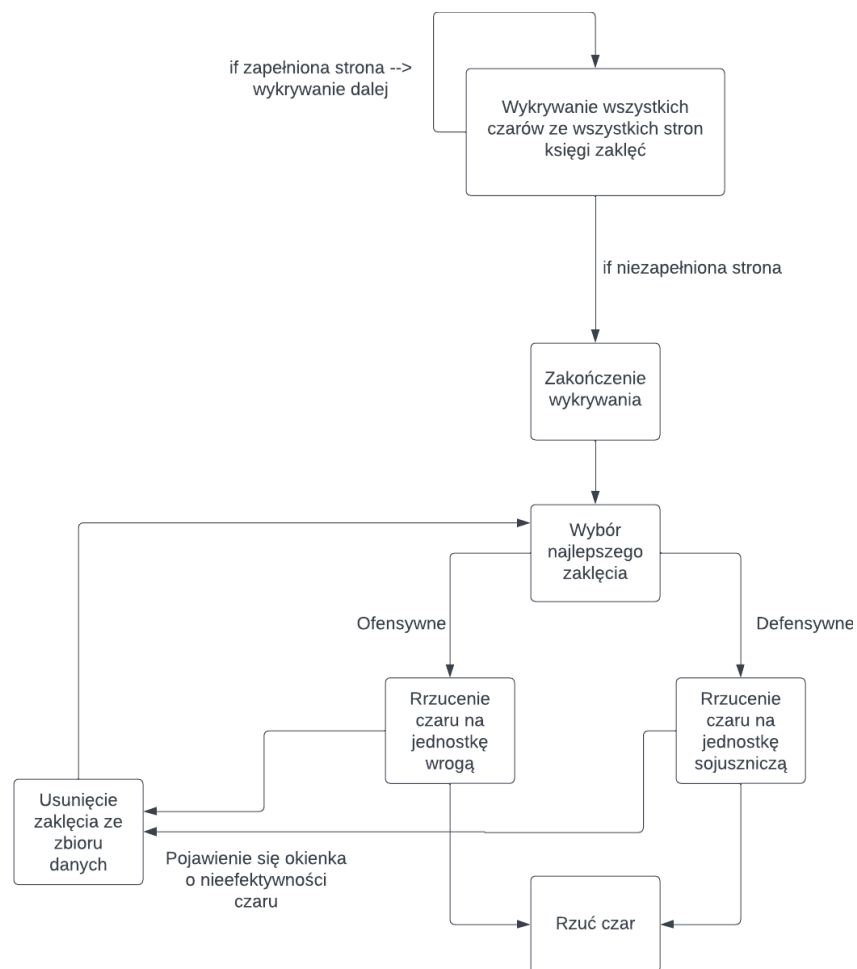 if zapełniona strona -->
wykrywanie dalej
Wykrywanie wszystkich
czarów ze wszystkich stron
księgi zaklęć
if niezapełniona strona
Zakończenie
wykrywania
Wybór
najlepszego
zaklęcia
Ofensywne
Defensywne
Rrzucenie
czaru na
jednostkę
wrogą
Rrzucenie
czaru na
jednostkę
sojuszniczą
Usunięcie
zaklęcia ze
zbioru
danych
Pojawienie się okienka
o nieefektywności
czaru
Rzuć czar